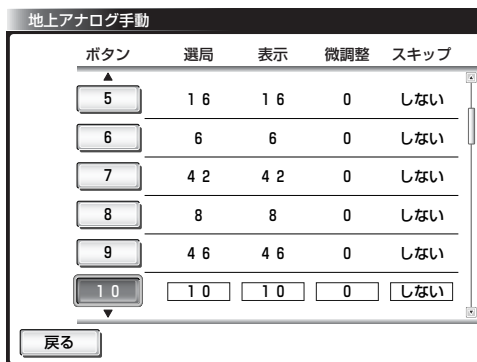 地上アナログ手動
ボタン 選局 表示 微調整 スキップ
5 16 16 0 しない
6 6 6 0 しない
7 42 42 0 しない
8 8 8 0 しない
9 46 46 0 しない
10 10 10 0 しない
戻る